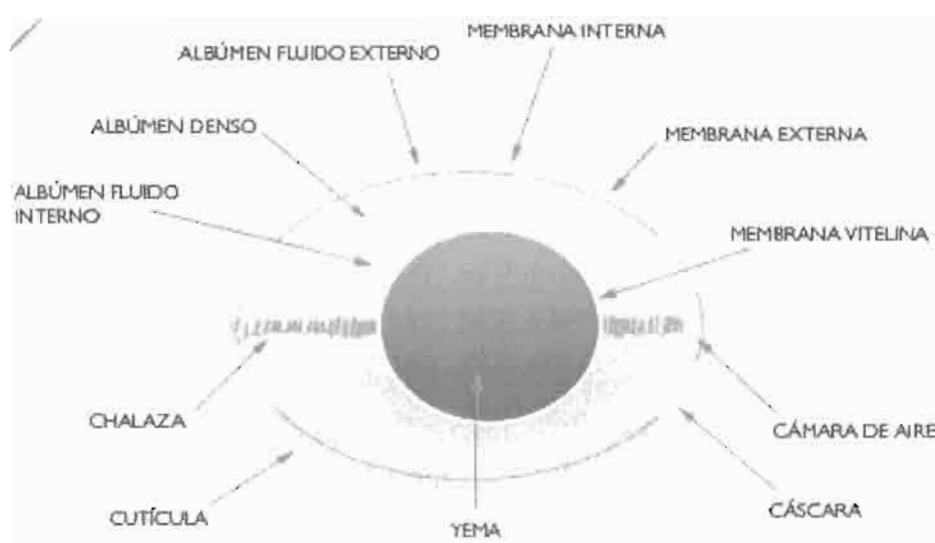 MEMBRANA INTERNA
ALBÚMEN FLUIDO EXTERNO
ALBÚMEN DENSO
MEMBRANA EXTERNA
ALBÚMEN FLUIDO
INTERNO
MEMBRANA VITELINA
CHALAZA
CÁMARA DE AIRE
CUTÍCULA
YEMA
CÁSCARA